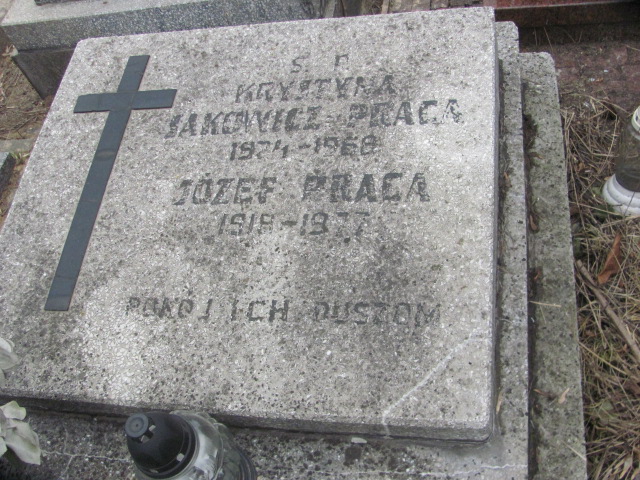 Ś P
KRYSTYNA
JAKOWICZ-PRACA
1924-1968
JÓZEF PRACA
1918-1977
POKÓJ ICH DUSZOM